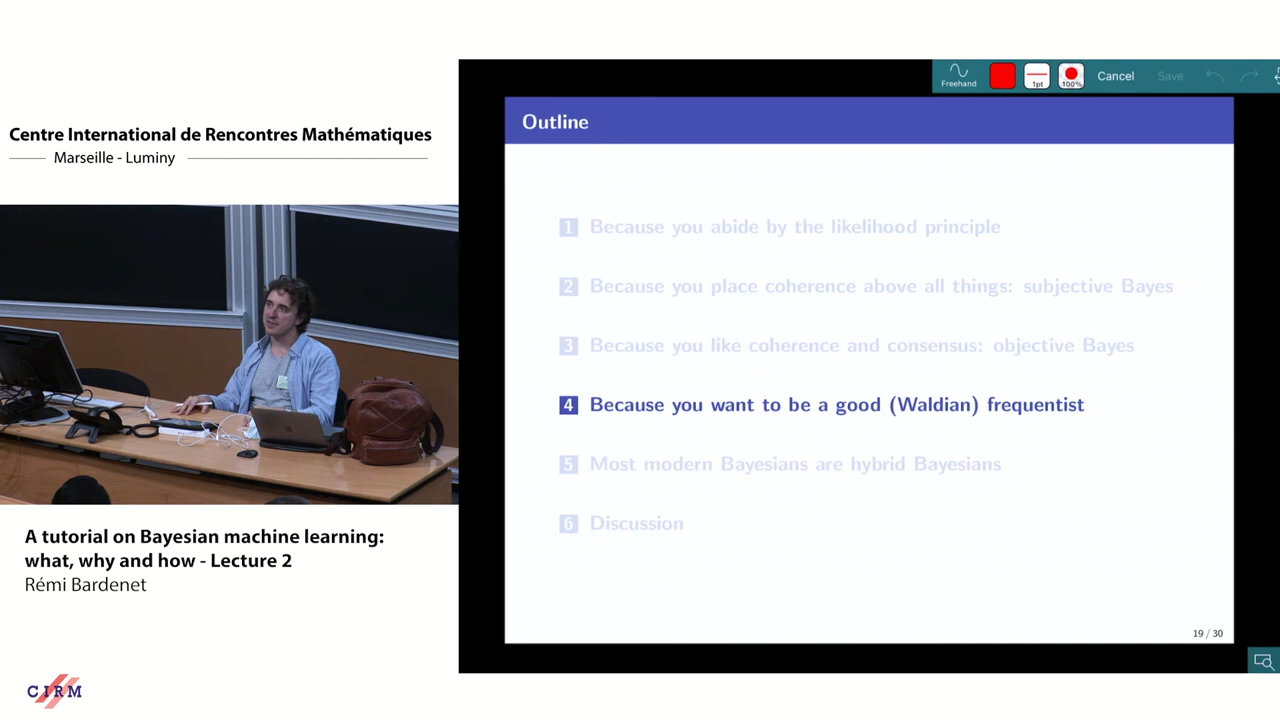 Centre International de Rencontres Mathématiques
Marseille - Luminy
A tutorial on Bayesian machine learning:
what, why and how - Lecture 2
Rémi Bardenet
CIRM
Freehand
1pt
100%
Cancel
Save
Outline
1 Because you abide by the likelihood principle
2 Because you place coherence above all things: subjective Bayes
3 Because you like coherence and consensus: objective Bayes
4 Because you want to be a good (Waldian) frequentist
5 Most modern Bayesians are hybrid Bayesians
6 Discussion
19 / 30